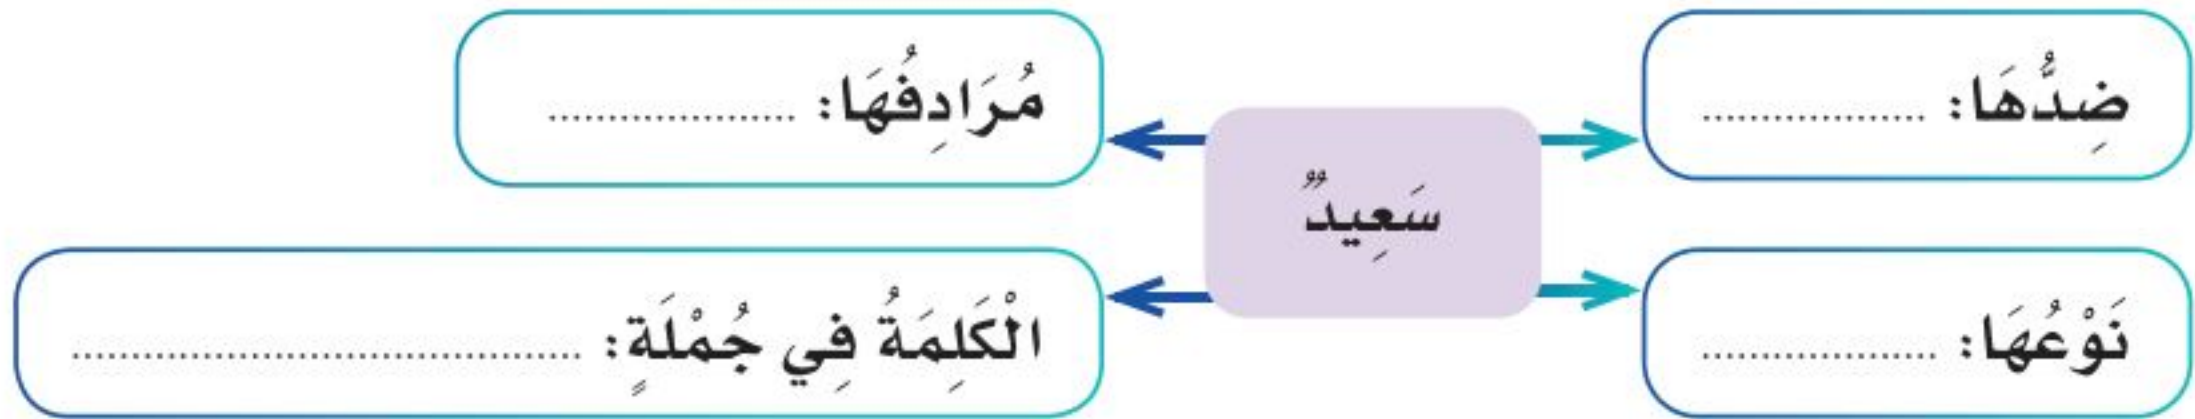 ضِدُّهَا: ..................
مُرَادِفُهَا: ....................
سَعِيدٌ
نَوْعُهَا: ...................
الْكَلِمَةُ فِي جُمْلَةٍ: .........................................